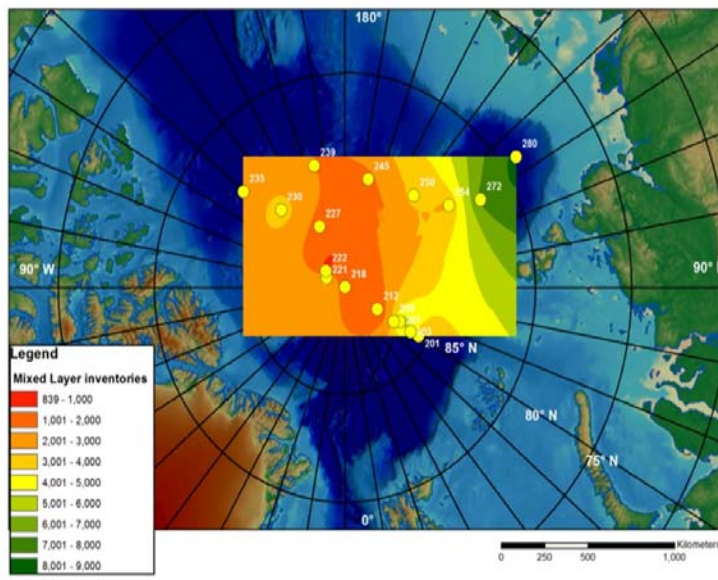 180°
239
280
245
235
250
272
230
254
227
222
90° W
221
218
90°
212
201
85° N
Legend
Mixed Layer inventories
839 - 1,000
1,001 - 2,000
80° N
2,001 - 3,000
3,001 - 4,000
75° N
4,001 - 5,000
5,001 - 6,000
6,001 - 7,000
0°
7,001 - 8,000
Kilometers
8,001 - 9,000
0 250 500 1,000